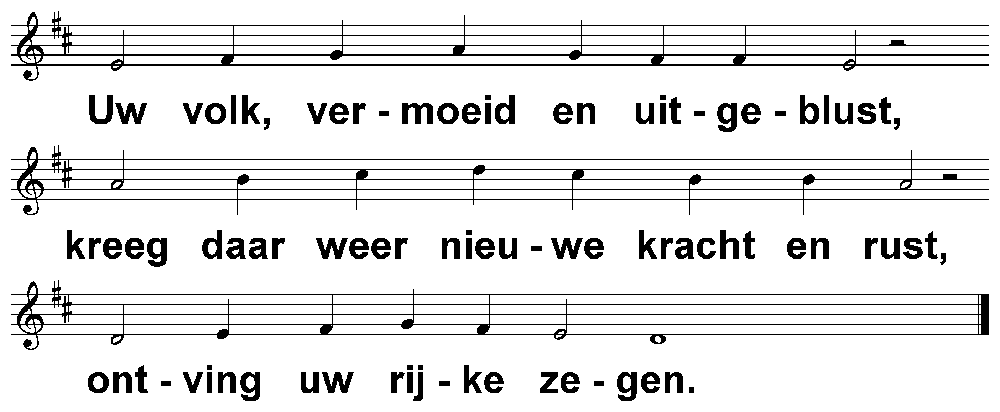 Uw volk, ver - moeid en uit - ge - blust,
kreeg daar weer nieu - we kracht en rust,
ont - ving uw rij - ke ze - gen.